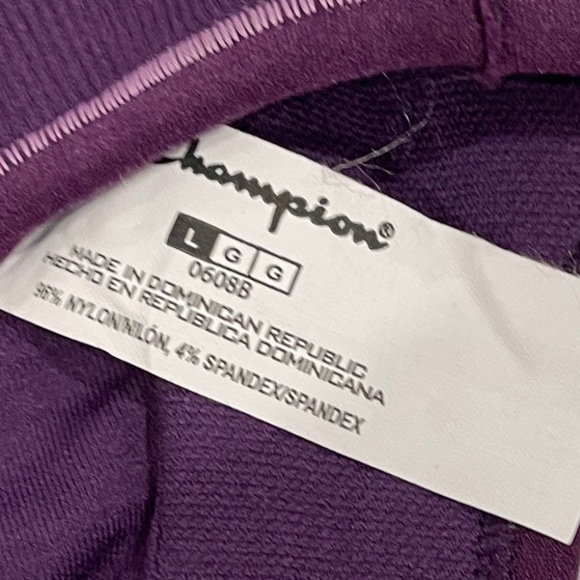 Champion®
L G G
0608B
MADE IN DOMINICAN REPUBLIC
HECHO EN REPUBLICA DOMINICANA
96% NYLON/NILÓN, 4% SPANDEX/SPANDEX